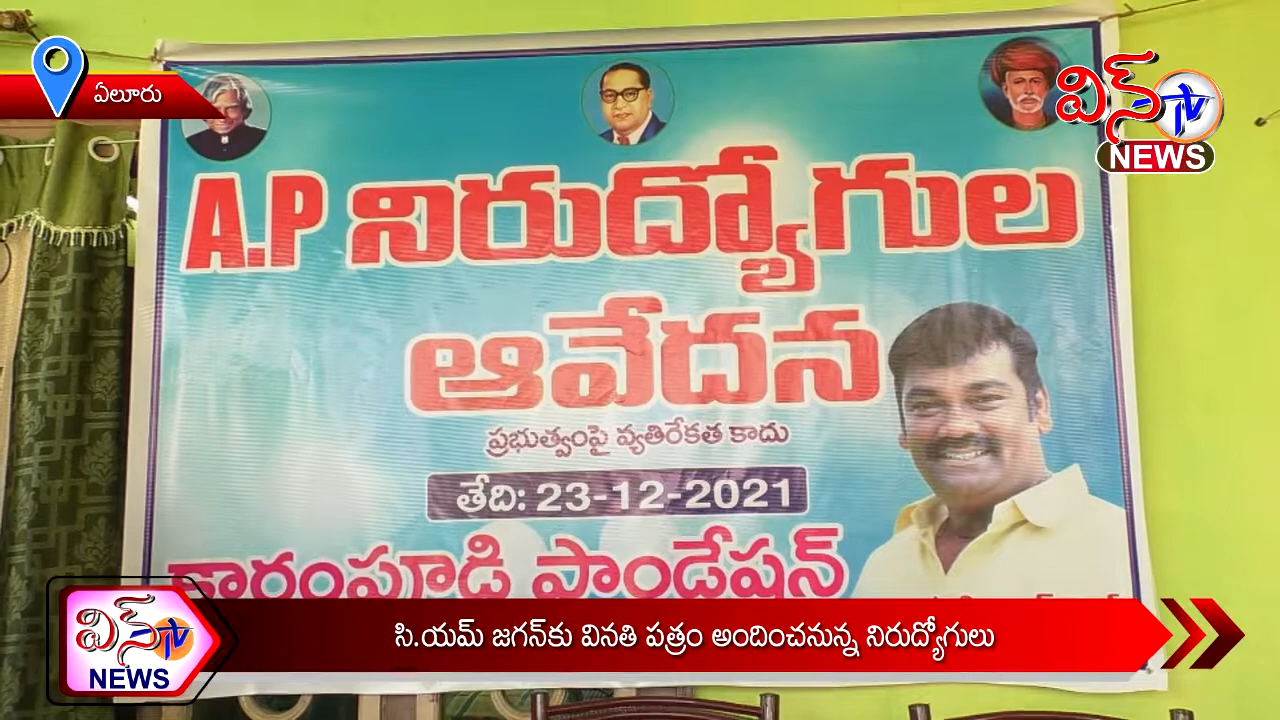 ఏలూరు
విన్ TV
NEWS
A.P నిరుద్యోగుల
ఆవేదన
ప్రభుత్వంపై వ్యతిరేకత కాదు
తేది: 23-12-2021
కారంపూడి ఫాండేషన్
విన్ TV
NEWS
సి.యమ్ జగన్‌కు వినతి పత్రం అందించనున్న నిరుద్యోగులు